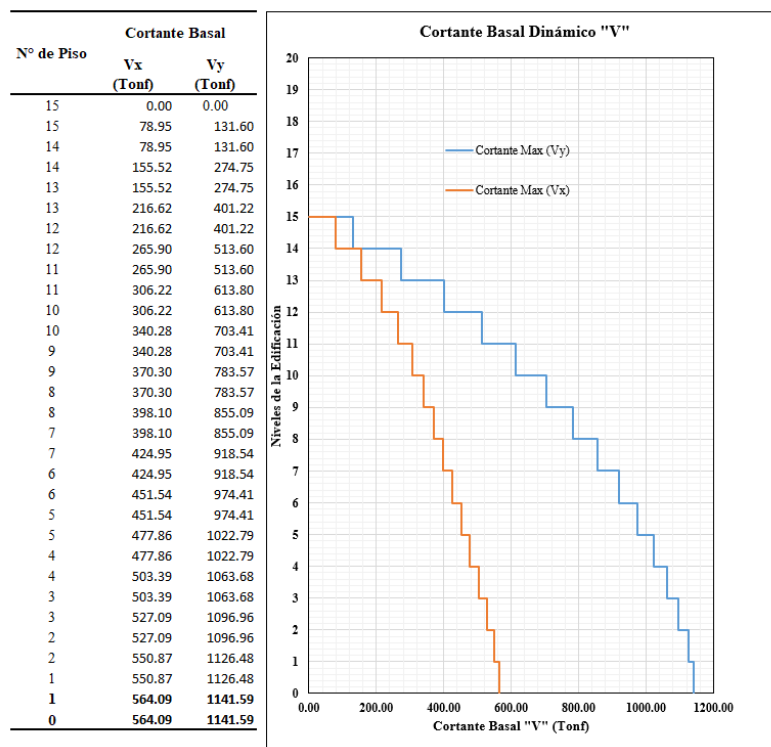 Cortante Basal
N° de Piso
Vx Vy
(Tonf) (Tonf)
15 0.00 0.00
15 78.95 131.60
14 78.95 131.60
14 155.52 274.75
13 155.52 274.75
13 216.62 401.22
12 216.62 401.22
12 265.90 513.60
11 265.90 513.60
11 306.22 613.80
10 306.22 613.80
10 340.28 703.41
9 340.28 703.41
9 370.30 783.57
8 370.30 783.57
8 398.10 855.09
7 398.10 855.09
7 424.95 918.54
6 424.95 918.54
6 451.54 974.41
5 451.54 974.41
5 477.86 1022.79
4 477.86 1022.79
4 503.39 1063.68
3 503.39 1063.68
3 527.09 1096.96
2 527.09 1096.96
2 550.87 1126.48
1 550.87 1126.48
1 564.09 1141.59
0 564.09 1141.59
Cortante Basal Dinámico "V"
20
19
18
17
16
15
14
13
12
11
10
9
8
7
6
5
4
3
2
1
0
Niveles de la Edificación
Cortante Max (Vy)
Cortante Max (Vx)
0.00 200.00 400.00 600.00 800.00 1000.00 1200.00
Cortante Basal "V" (Tonf)